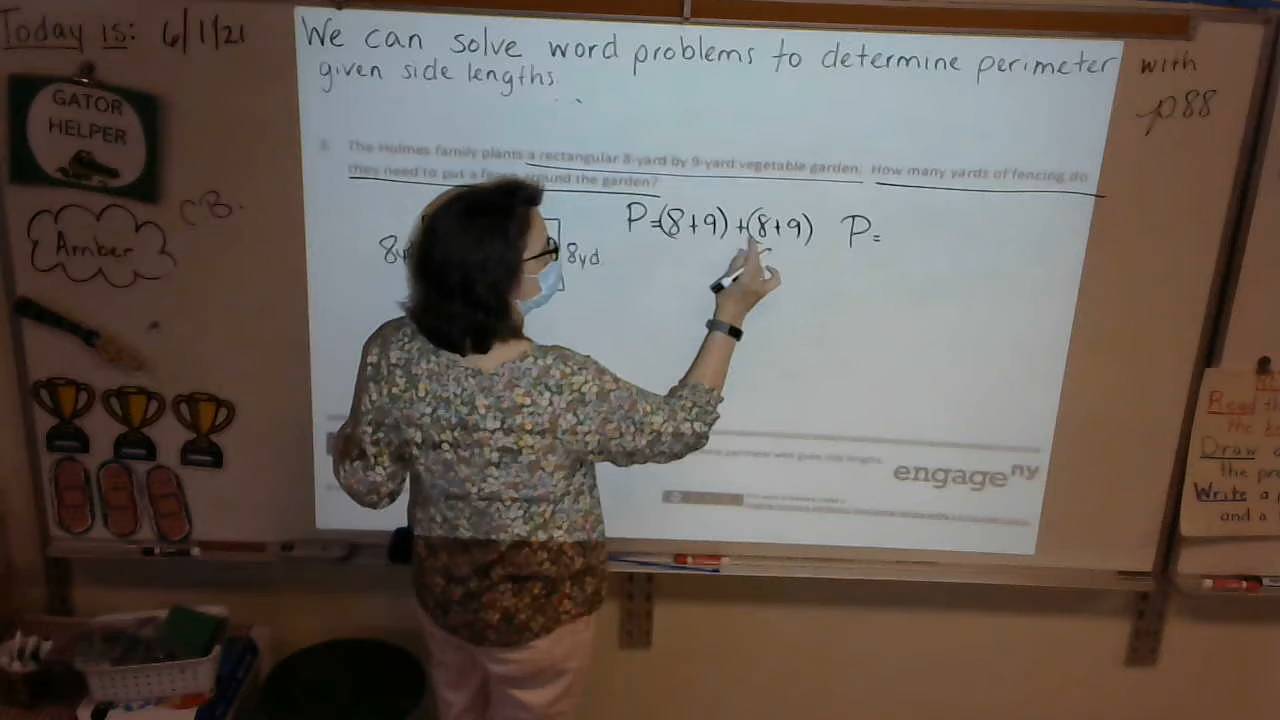 Today is: 6/1/21
We can solve word problems to determine perimeter with
given side lengths.
p88
GATOR
HELPER
CB.
Amber
The Holmes family plants a rectangular 8-yard by 9-yard vegetable garden. How many yards of fencing do
they need to put a fence around the garden?
P=(8+9)+(8+9) P=
8yd
engage ny
Read
Draw
the
Write a
and a